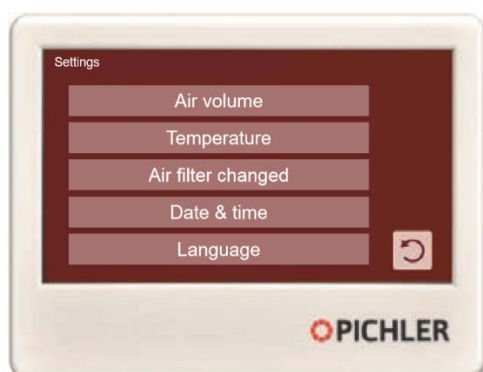 Settings
Air volume
Temperature
Air filter changed
Date & time
Language
PICHLER